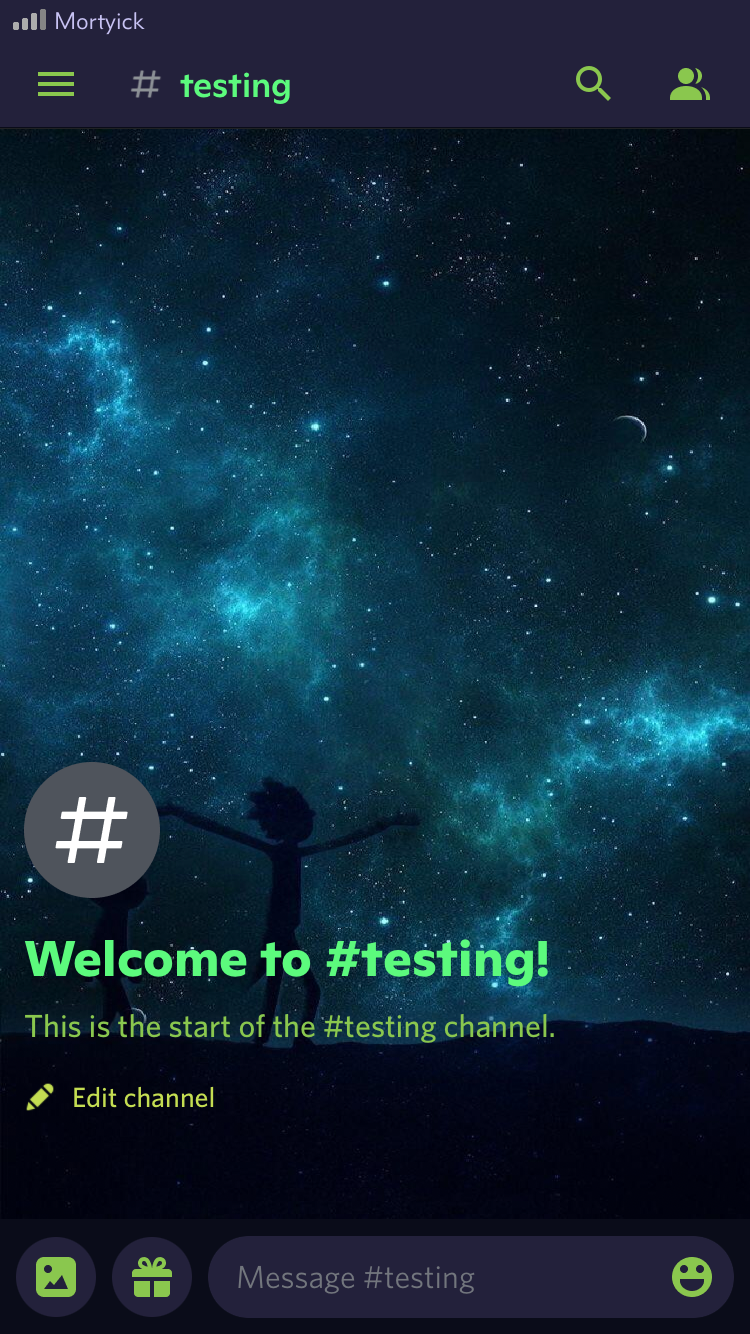 Mortyick
# testing
#
Welcome to #testing!
This is the start of the #testing channel.
Edit channel
Message #testing